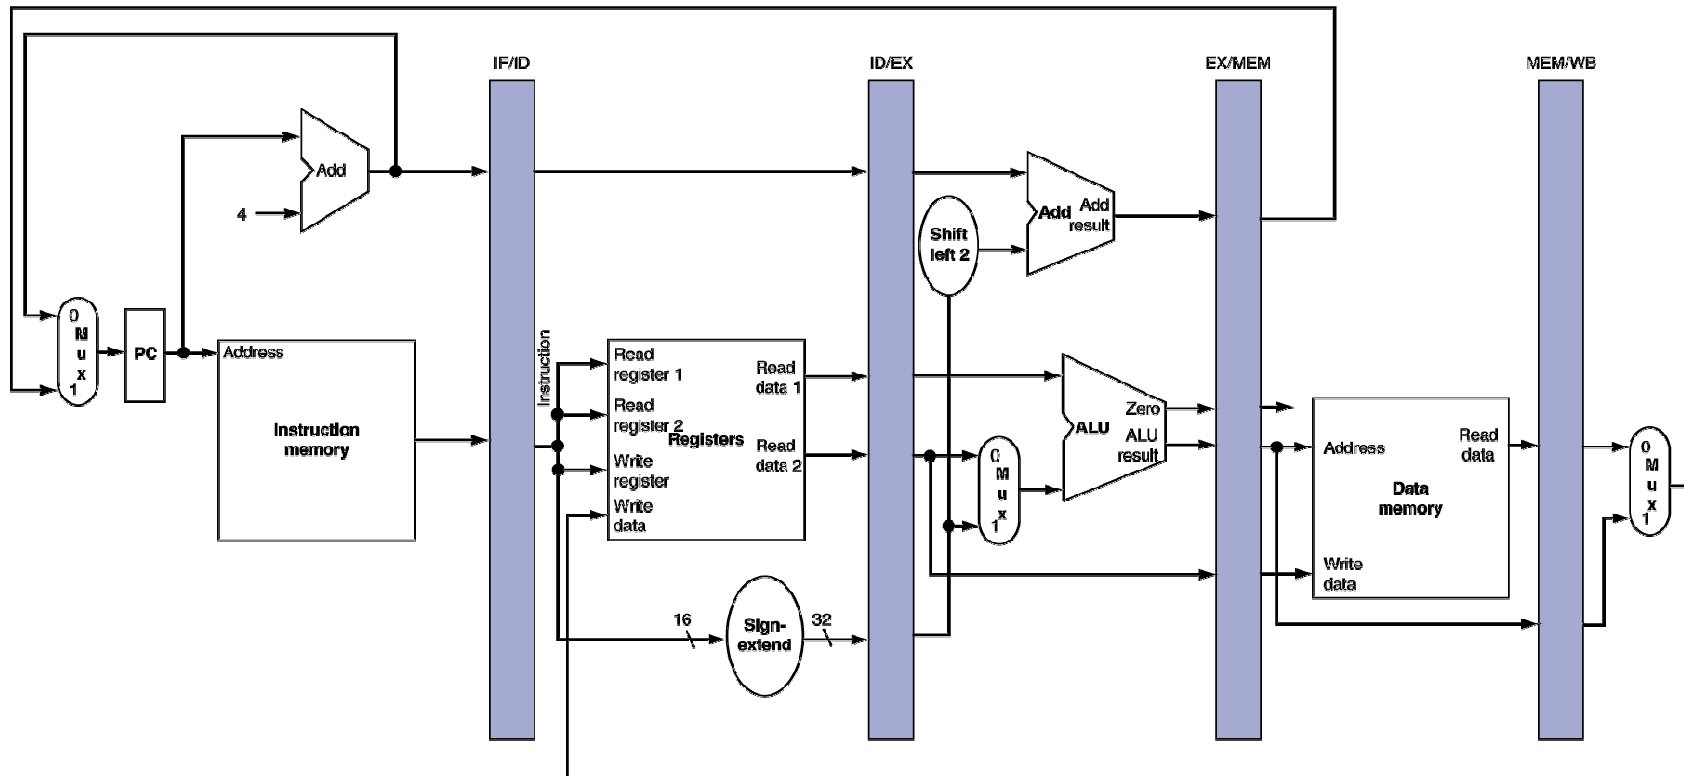 IF/ID
ID/EX
EX/MEM
MEM/WB
Add
4
Add
Add
result
Shift
left 2
0
M
u
x
1
PC
Address
Instruction
memory
Instruction
Read
register 1
Read
register 2
Registers
Write
register
Write
data
Read
data 1
Read
data 2
16
Sign-
extend
32
0
M
u
x
1
Zero
ALU
ALU
result
Address
Read
data
Data
memory
Write
data
0
M
u
x
1